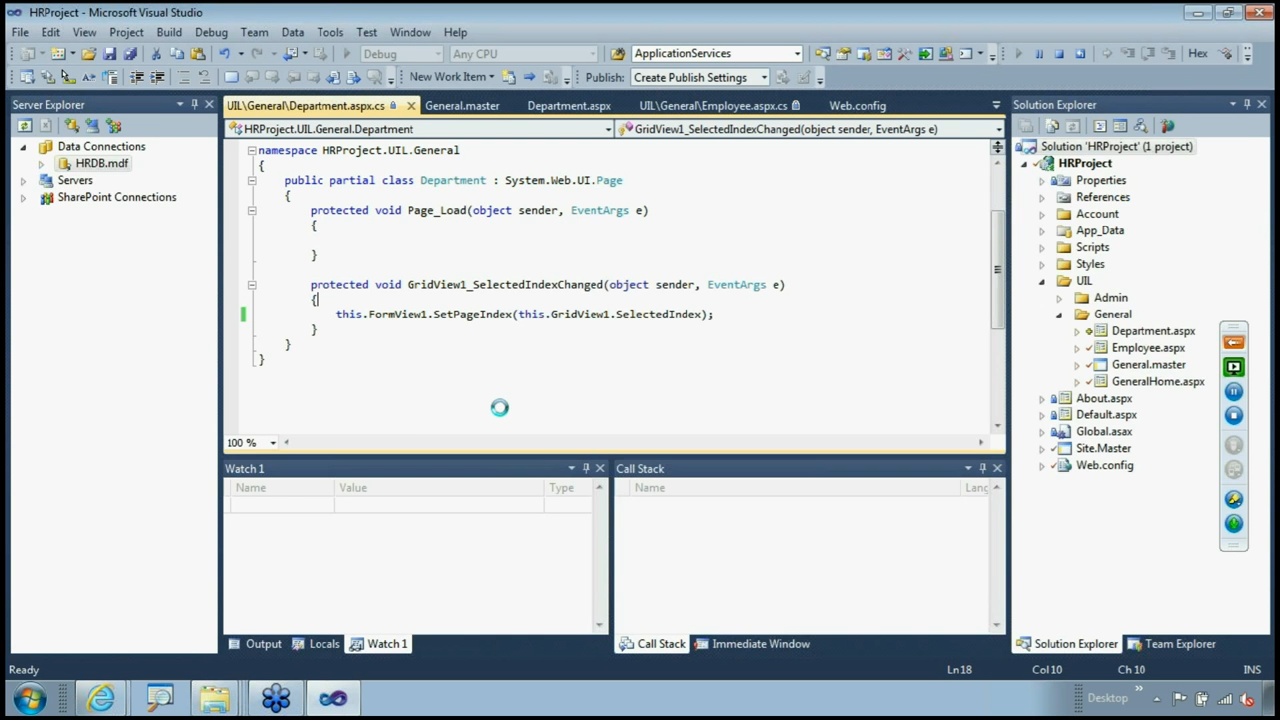 HRProject - Microsoft Visual Studio
File Edit View Project Build Debug Team Data Tools Test Window Help
Debug Any CPU ApplicationServices Hex
New Work Item Publish: Create Publish Settings
Server Explorer
Data Connections
HRDB.mdf
Servers
SharePoint Connections
UIL\General\Department.aspx.cs General.master Department.aspx UIL\General\Employee.aspx.cs Web.config
HRProject.UIL.General.Department GridView1_SelectedIndexChanged(object sender, EventArgs e)
namespace HRProject.UIL.General
{
public partial class Department : System.Web.UI.Page
{
protected void Page_Load(object sender, EventArgs e)
{
}
protected void GridView1_SelectedIndexChanged(object sender, EventArgs e)
{
this.FormView1.SetPageIndex(this.GridView1.SelectedIndex);
}
}
}
100 %
Watch 1
Name Value Type
Output Locals Watch 1
Call Stack
Name Lang
Call Stack Immediate Window
Solution Explorer
Solution 'HRProject' (1 project)
HRProject
Properties
References
Account
App_Data
Scripts
Styles
UIL
Admin
General
Department.aspx
Employee.aspx
General.master
GeneralHome.aspx
About.aspx
Default.aspx
Global.asax
Site.Master
Web.config
Solution Explorer Team Explorer
Ready Ln18 Col10 Ch10 INS
Desktop